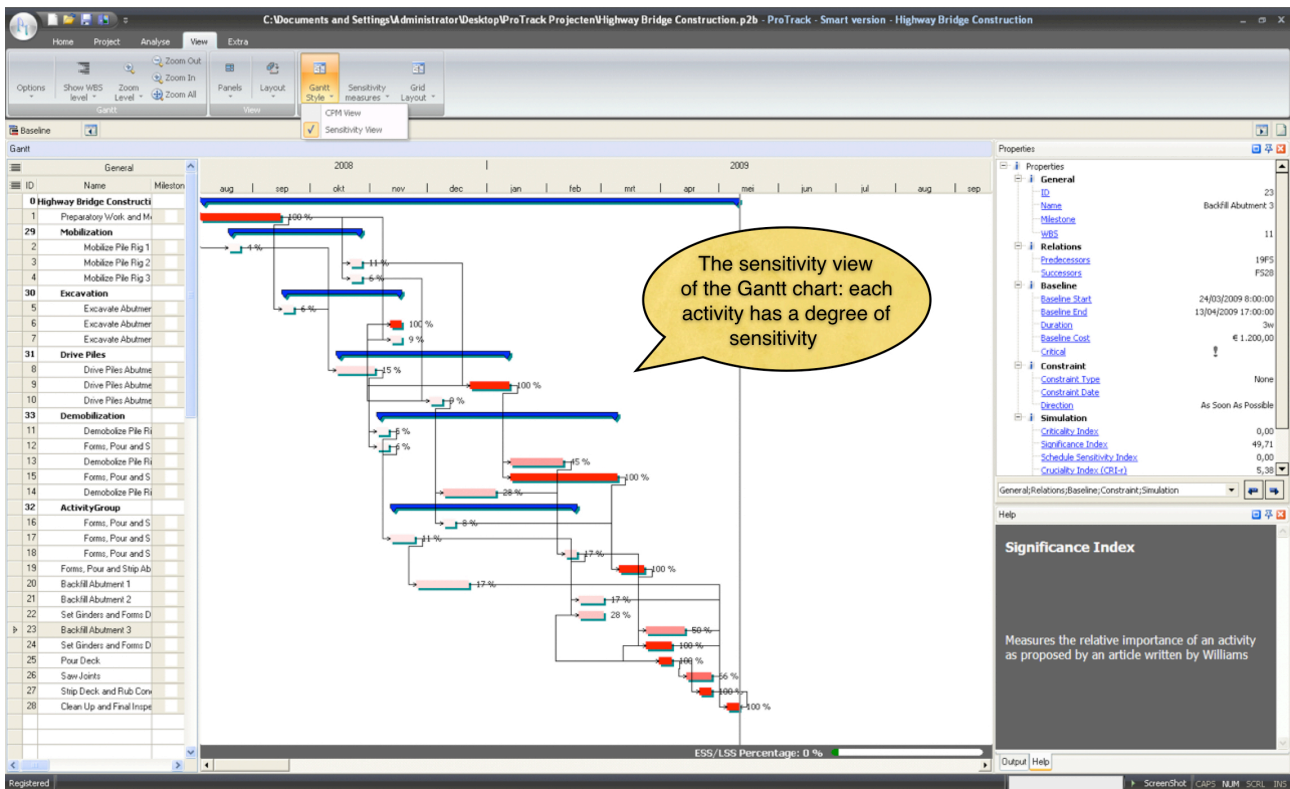 C:\Documents and Settings\Administrator\Desktop\ProTrack Projecten\Highway Bridge Construction.p2b - ProTrack - Smart version - Highway Bridge Construction
Home Project Analyse View Extra
Options
Show WBS level
Zoom Level
Zoom Out
Zoom In
Zoom All
Gantt
Panels
Layout
View
Gantt Style
Sensitivity measures
Grid Layout
CPM View
Sensitivity View
Baseline
Gantt
General
ID Name Mileston
2008 2009
aug sep okt nov dec jan feb mrt apr mei jun jul aug sep
0 Highway Bridge Constructi
1 Preparatory Work and M 100 %
29 Mobilization
2 Mobilize Pile Rig 1 4 %
3 Mobilize Pile Rig 2 11 %
4 Mobilize Pile Rig 3 6 %
30 Excavation
5 Excavate Abutmer 6 %
6 Excavate Abutmer 100 %
7 Excavate Abutmer 9 %
31 Drive Piles
8 Drive Piles Abutme 15 %
9 Drive Piles Abutme 100 %
10 Drive Piles Abutme 9 %
33 Demobilization
11 Demobolize Pile Ri 6 %
12 Forms, Pour and S 6 %
13 Demobolize Pile Ri 45 %
15 Forms, Pour and S 100 %
14 Demobolize Pile Ri 28 %
32 ActivityGroup
16 Forms, Pour and S 8 %
17 Forms, Pour and S 11 %
18 Forms, Pour and S 17 %
19 Forms, Pour and Strip Ab 100 %
20 Backfill Abutment 1 17 %
21 Backfill Abutment 2 17 %
22 Set Ginders and Forms D 28 %
23 Backfill Abutment 3 50 %
24 Set Ginders and Forms D 100 %
25 Pour Deck 100 %
26 Saw Joints 66 %
27 Strip Deck and Rub Con 100 %
28 Clean Up and Final Inspe 100 %
The sensitivity view
of the Gantt chart: each
activity has a degree of
sensitivity
ESS/LSS Percentage: 0 %
Properties
Properties
General
ID 23
Name Backfill Abutment 3
Milestone
WBS 11
Relations
Predecessors 19FS
Successors FS28
Baseline
Baseline Start 24/03/2009 8:00:00
Baseline End 13/04/2009 17:00:00
Duration 3w
Baseline Cost € 1.200,00
Critical
Constraint
Constraint Type None
Constraint Date
Direction As Soon As Possible
Simulation
Criticality Index 0,00
Significance Index 49,71
Schedule Sensitivity Index 0,00
Cruciality Index (CRI-r) 5,38
General;Relations;Baseline;Constraint;Simulation
Help
Significance Index
Measures the relative importance of an activity
as proposed by an article written by Williams
Output Help
Registered
ScreenShot CAPS NUM SCRL INS